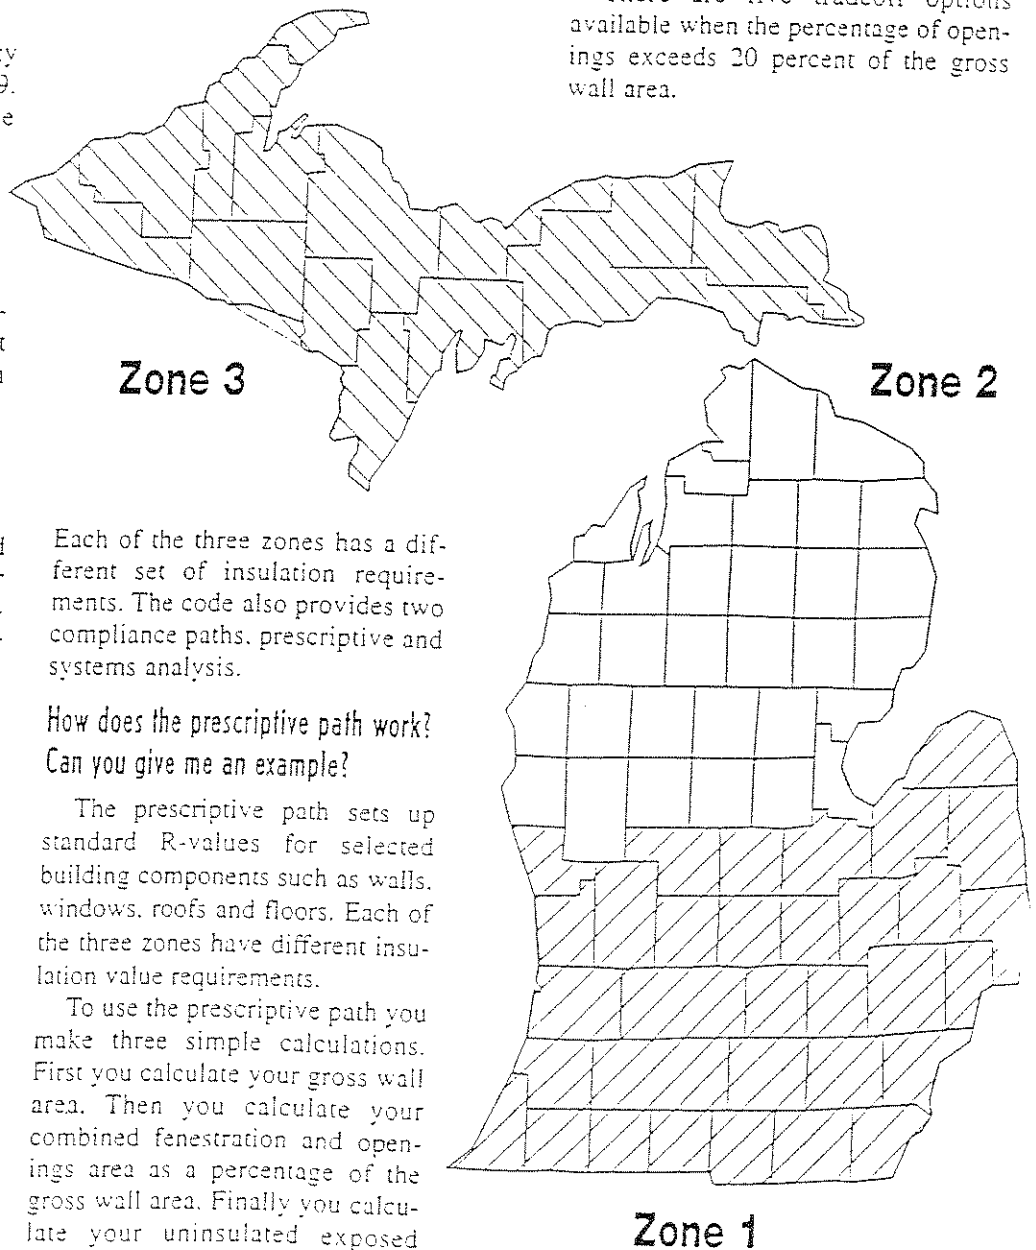 There are five tradeoff options
available when the percentage of open-
ings exceeds 20 percent of the gross
wall area.
Zone 3
Zone 2
Each of the three zones has a dif-
ferent set of insulation require-
ments. The code also provides two
compliance paths, prescriptive and
systems analysis.
How does the prescriptive path work?
Can you give me an example?
The prescriptive path sets up
standard R-values for selected
building components such as walls,
windows, roofs and floors. Each of
the three zones have different insu-
lation value requirements.
To use the prescriptive path you
make three simple calculations.
First you calculate your gross wall
area. Then you calculate your
combined fenestration and open-
ings area as a percentage of the
gross wall area. Finally you calcu-
late your uninsulated exposed
Zone 1